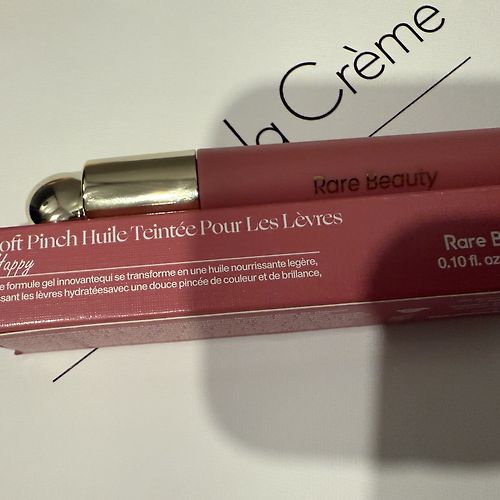 la Crème
Rare Beauty
oft Pinch Huile Teintée Pour Les Lèvres
Happy
e formule gel innovantequi se transforme en une huile nourrissante legère,
sant les lèvres hydratéesavec une douce pincée de couleur et de brillance,
Rare B
0.10 fl. oz